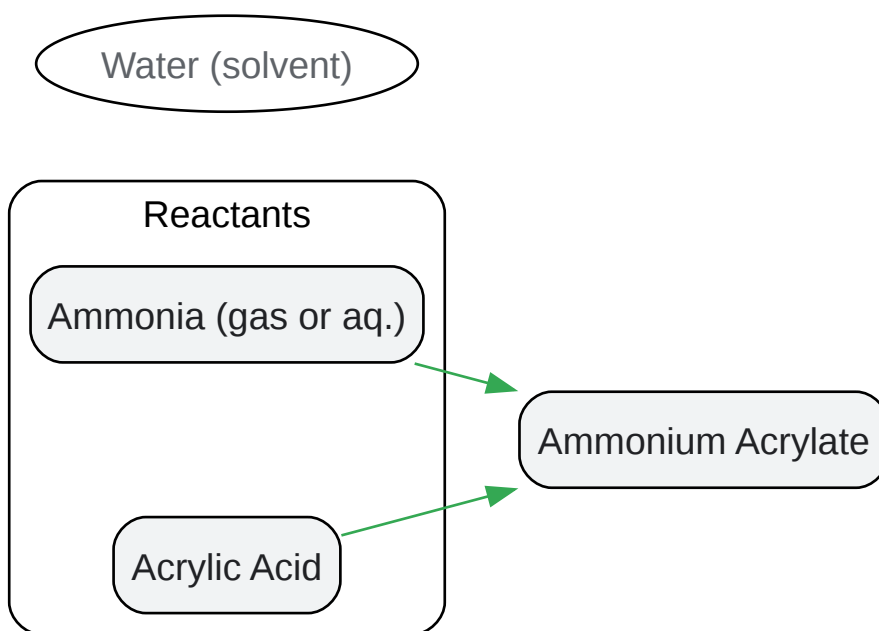 Water (solvent)
Reactants
Ammonia (gas or aq.)
Ammonium Acrylate
Acrylic Acid